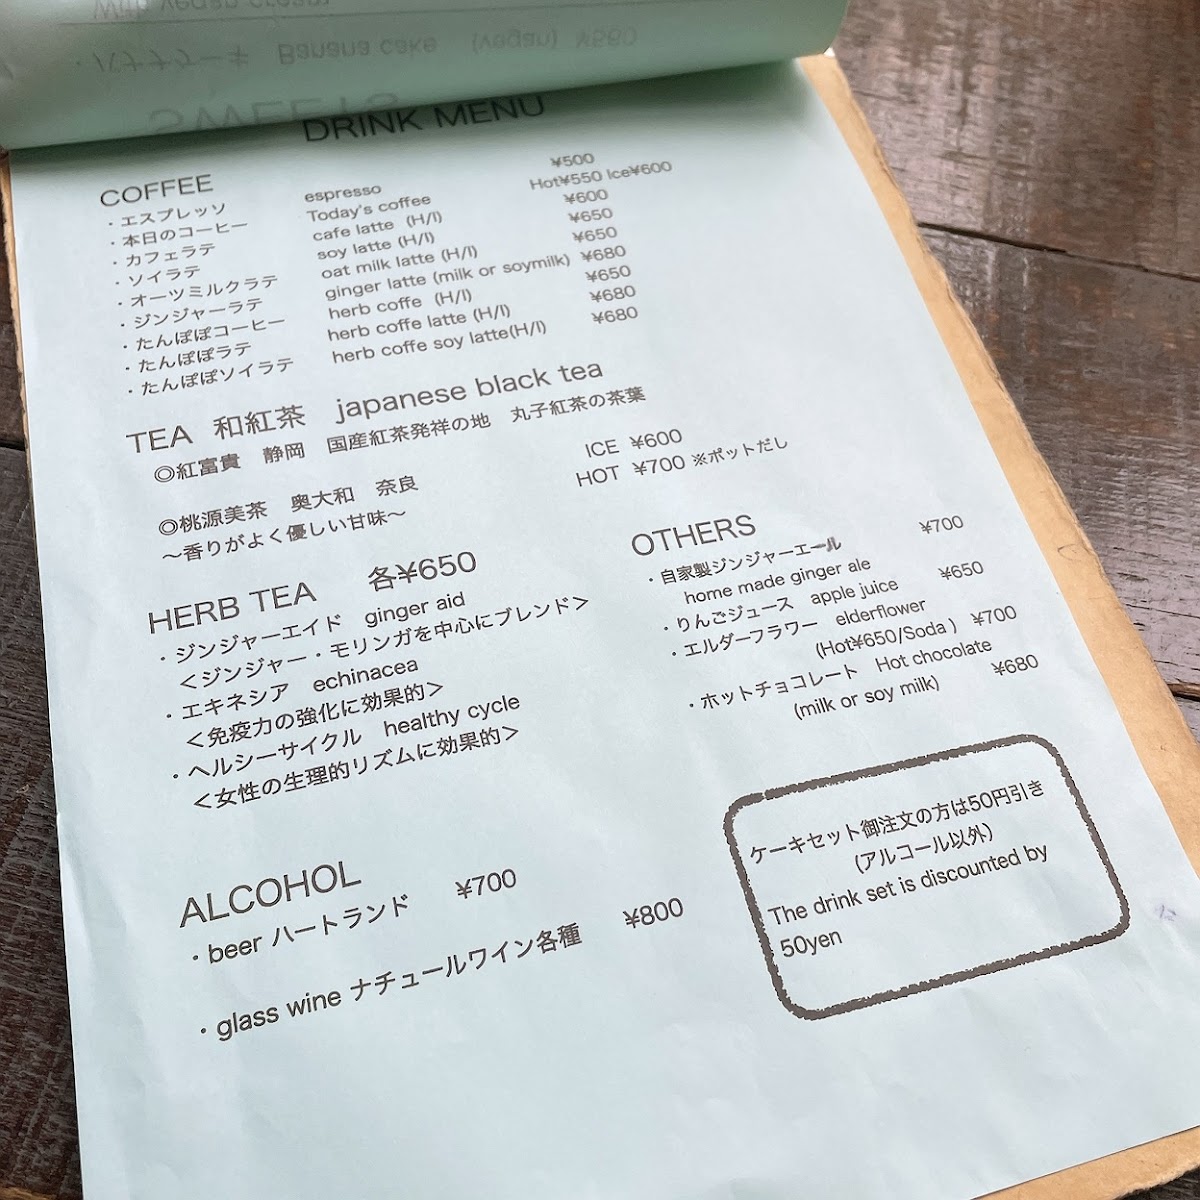 With vegan cream
・バナナケーキ Banana cake (vegan) ¥580
SWEETS
DRINK MENU
COFFEE
・エスプレッソ espresso ¥500
・本日のコーヒー Today's coffee Hot¥550 Ice¥600
・カフェラテ cafe latte (H/I) ¥600
・ソイラテ soy latte (H/I) ¥650
・オーツミルクラテ oat milk latte (H/I) ¥650
・ジンジャーラテ ginger latte (milk or soymilk) ¥680
・たんぽぽコーヒー herb coffe (H/I) ¥650
・たんぽぽラテ herb coffe latte (H/I) ¥680
・たんぽぽソイラテ herb coffe soy latte(H/I) ¥680
TEA 和紅茶 japanese black tea
◎紅富貴 静岡 国産紅茶発祥の地 丸子紅茶の茶葉
ICE ¥600
◎桃源美茶 奥大和 奈良 HOT ¥700 ※ポットだし
〜香りがよく優しい甘味〜
HERB TEA 各¥650
・ジンジャーエイド ginger aid
＜ジンジャー・モリンガを中心にブレンド＞
・エキネシア echinacea
＜免疫力の強化に効果的＞
・ヘルシーサイクル healthy cycle
＜女性の生理的リズムに効果的＞
OTHERS
・自家製ジンジャーエール ¥700
home made ginger ale
・りんごジュース apple juice ¥650
・エルダーフラワー elderflower
(Hot¥650/Soda ) ¥700
・ホットチョコレート Hot chocolate
(milk or soy milk) ¥680
ALCOHOL
・beer ハートランド ¥700
・glass wine ナチュールワイン各種 ¥800
ケーキセット御注文の方は50円引き
(アルコール以外)
The drink set is discounted by
50yen